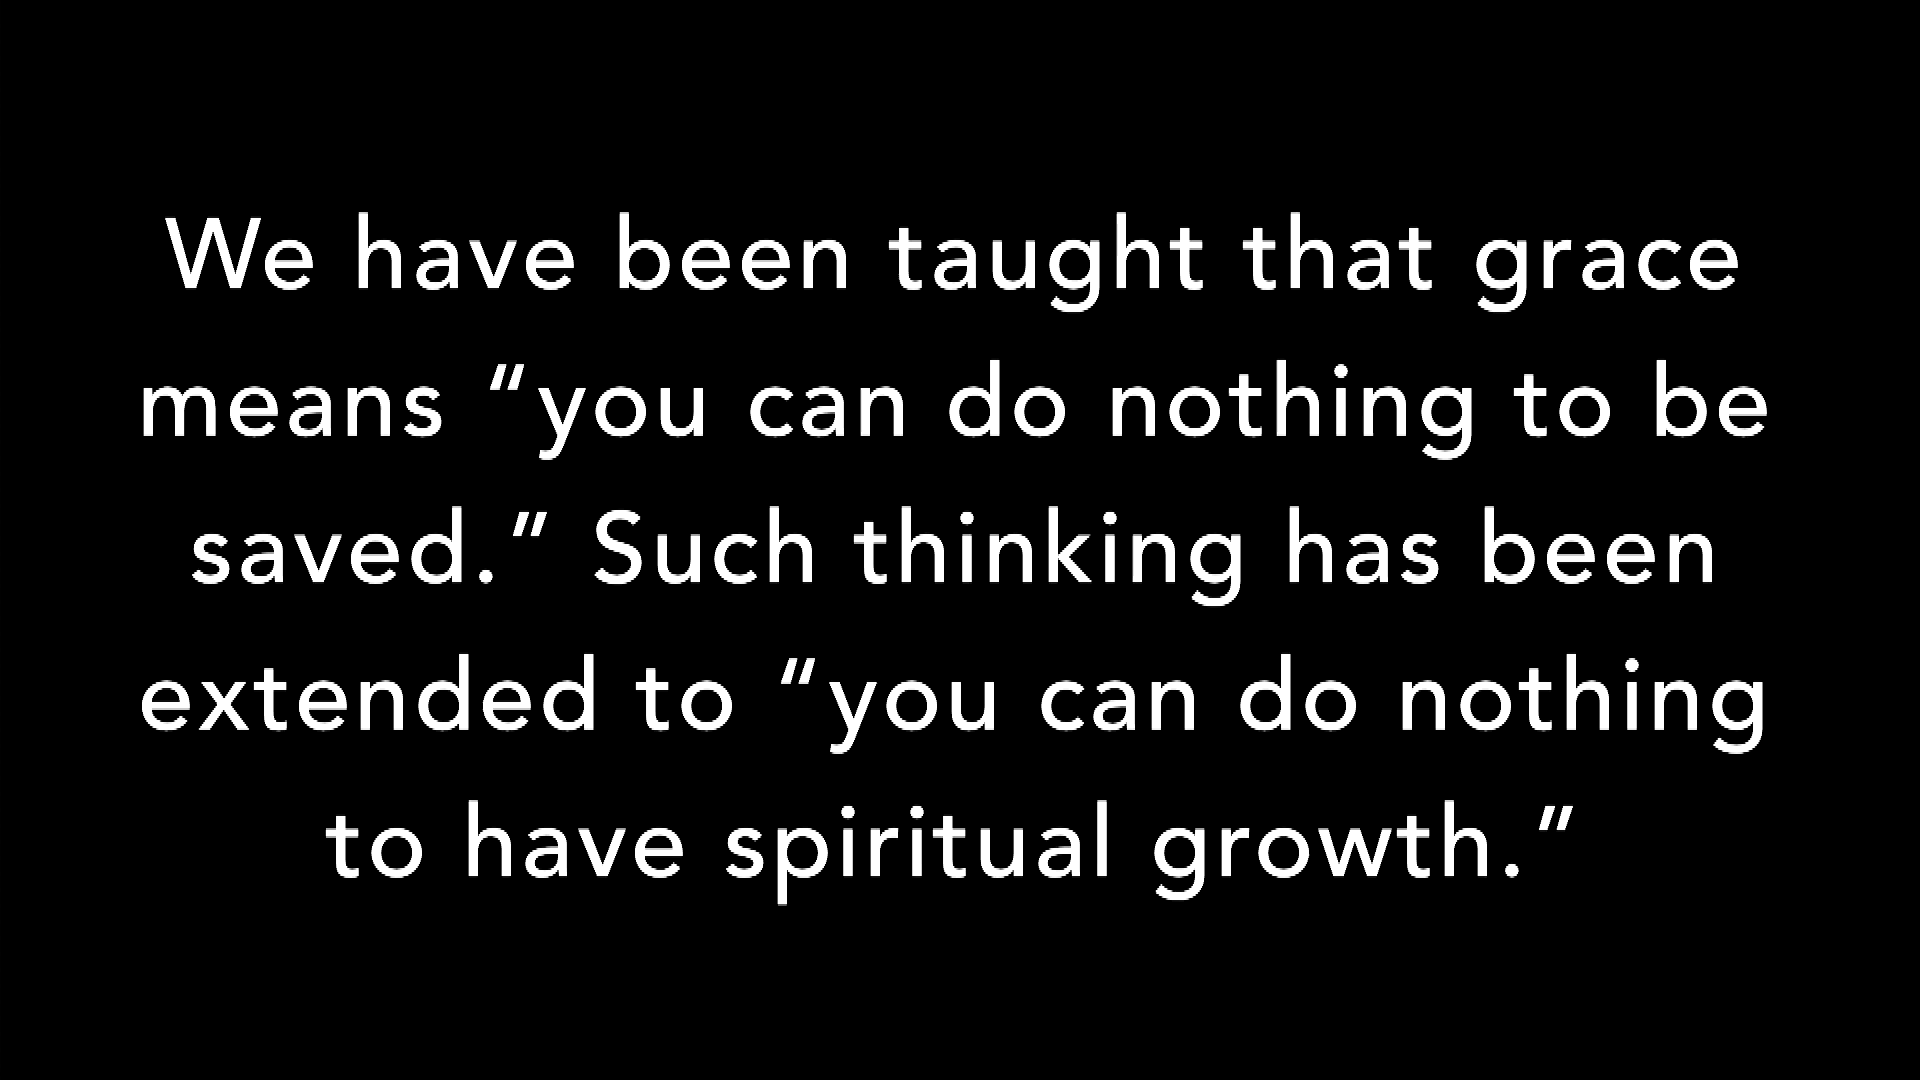 We have been taught that grace
means “you can do nothing to be
saved.” Such thinking has been
extended to “you can do nothing
to have spiritual growth.”